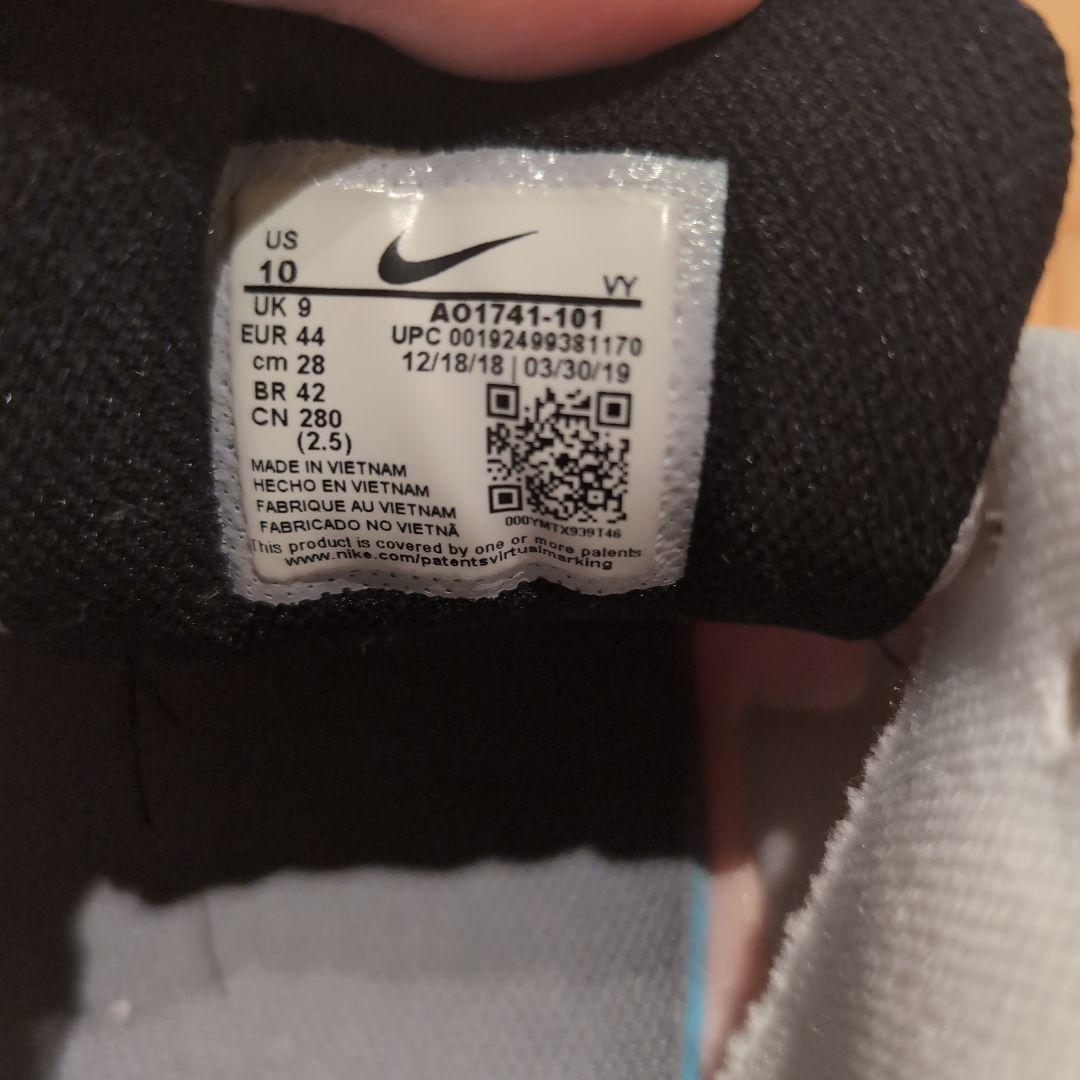 US
10
VY
UK 9
EUR 44
cm 28
BR 42
CN 280
(2.5)
AO1741-101
UPC 00192499381170
12/18/18 | 03/30/19
000YMTX939T46
MADE IN VIETNAM
HECHO EN VIETNAM
FABRIQUE AU VIETNAM
FABRICADO NO VIETNÃ
This product is covered by one or more patents
www.nike.com/patentsvirtualmarking